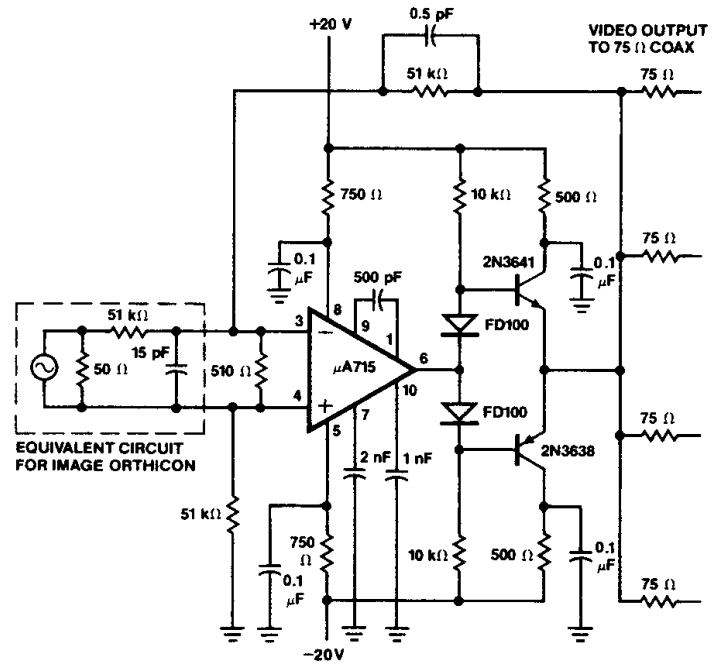 +20 V
0.5 pF
51 kΩ
VIDEO OUTPUT
TO 75 Ω COAX
75 Ω
750 Ω
10 kΩ
500 Ω
75 Ω
0.1
μF
500 pF
2N3641
0.1
μF
51 kΩ
3
8
9
1
FD100
15 pF
50 Ω
510 Ω
−
μA715
6
10
4
+
5
7
FD100
75 Ω
2N3638
EQUIVALENT CIRCUIT
FOR IMAGE ORTHICON
2 nF
1 nF
51 kΩ
750
Ω
0.1
μF
10 kΩ
500 Ω
0.1
μF
75 Ω
−20V